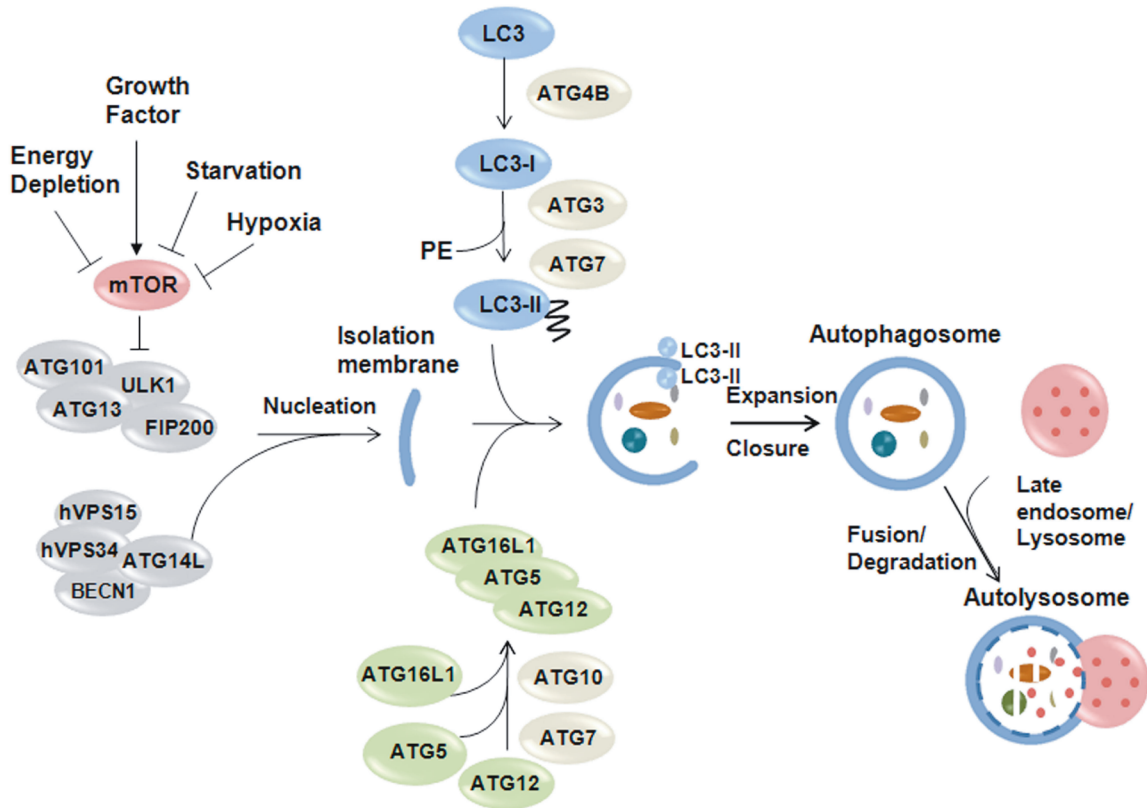 LC3
ATG4B
LC3-I
ATG3
PE
ATG7
LC3-II
Growth
Factor
Energy
Depletion
Starvation
Hypoxia
mTOR
ATG101
ULK1
ATG13
FIP200
Nucleation
Isolation
membrane
hVPS15
hVPS34
ATG14L
BECN1
LC3-II
LC3-II
Expansion
Closure
Autophagosome
Late
endosome/
Lysosome
Fusion/
Degradation
Autolysosome
ATG16L1
ATG5
ATG12
ATG16L1
ATG10
ATG5
ATG7
ATG12